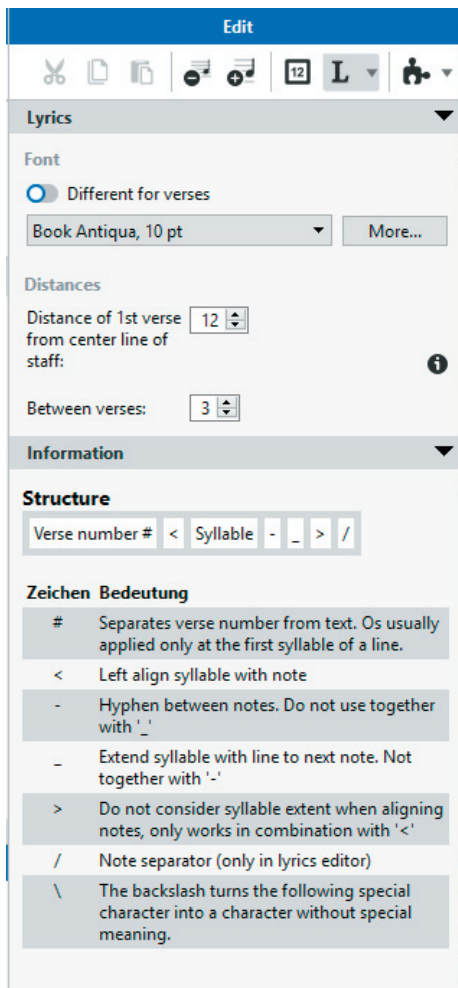 Edit
12 L
Lyrics
Font
Different for verses
Book Antiqua, 10 pt More...
Distances
Distance of 1st verse 12
from center line of
staff:
Between verses: 3
Information
Structure
Verse number # < Syllable - _ > /
Zeichen Bedeutung
# Separates verse number from text. Os usually
applied only at the first syllable of a line.
< Left align syllable with note
- Hyphen between notes. Do not use together
with '_'
_ Extend syllable with line to next note. Not
together with '-'
> Do not consider syllable extent when aligning
notes, only works in combination with '<'
/ Note separator (only in lyrics editor)
\ The backslash turns the following special
character into a character without special
meaning.